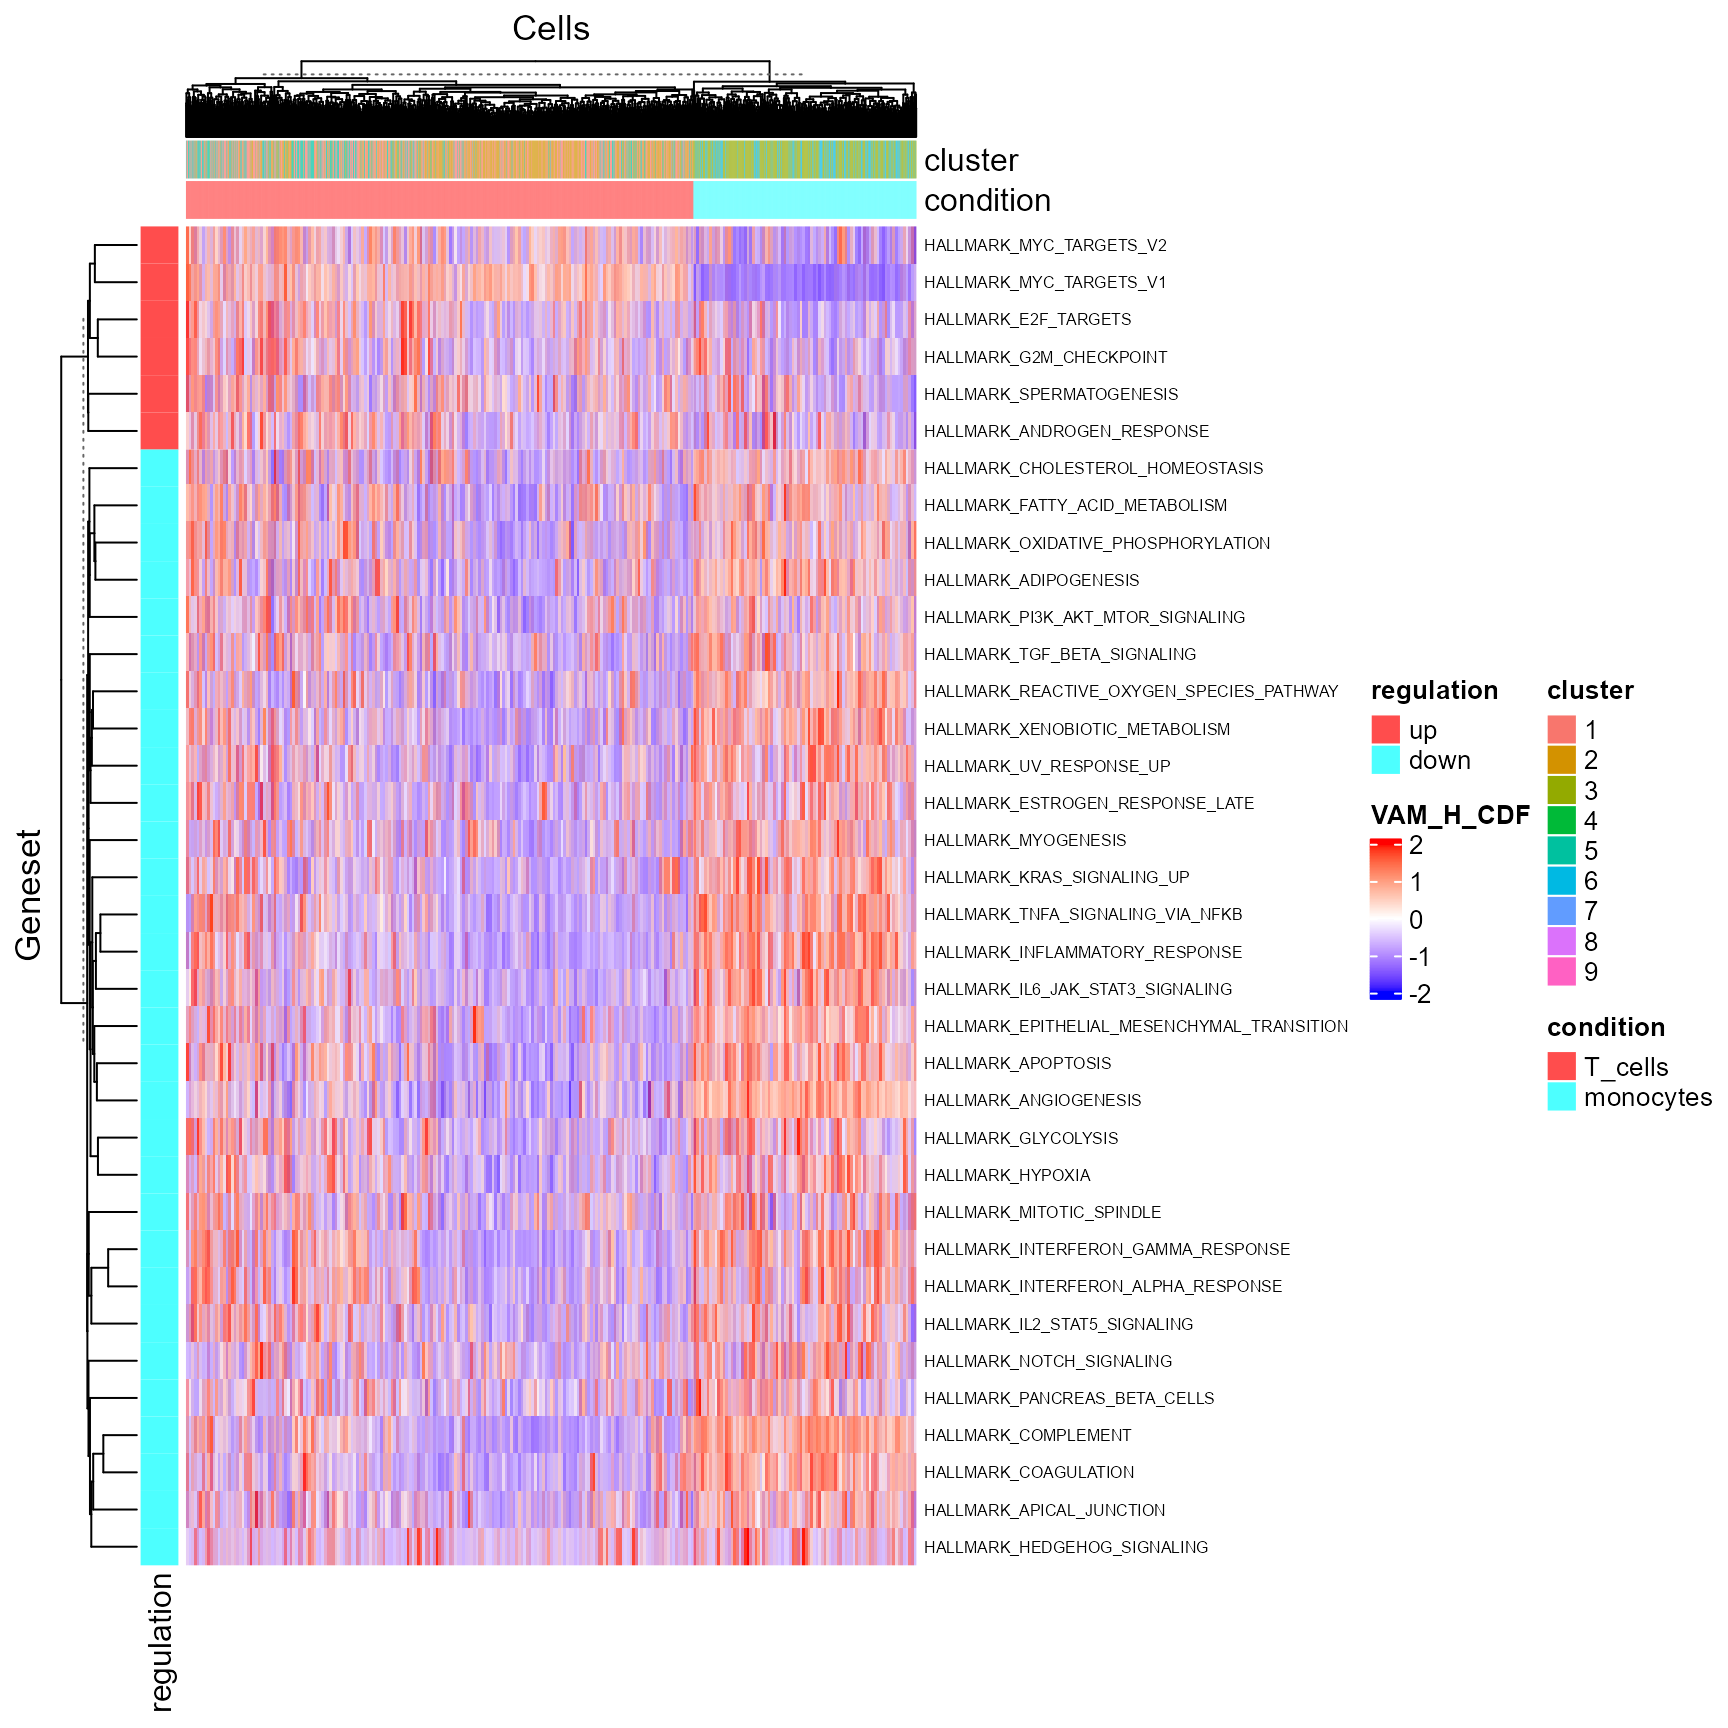 Cells
cluster
condition
HALLMARK_MYC_TARGETS_V2
HALLMARK_MYC_TARGETS_V1
HALLMARK_E2F_TARGETS
HALLMARK_G2M_CHECKPOINT
HALLMARK_SPERMATOGENESIS
HALLMARK_ANDROGEN_RESPONSE
HALLMARK_CHOLESTEROL_HOMEOSTASIS
HALLMARK_FATTY_ACID_METABOLISM
HALLMARK_OXIDATIVE_PHOSPHORYLATION
HALLMARK_ADIPOGENESIS
HALLMARK_PI3K_AKT_MTOR_SIGNALING
HALLMARK_TGF_BETA_SIGNALING
HALLMARK_REACTIVE_OXYGEN_SPECIES_PATHWAY
HALLMARK_XENOBIOTIC_METABOLISM
HALLMARK_UV_RESPONSE_UP
HALLMARK_ESTROGEN_RESPONSE_LATE
HALLMARK_MYOGENESIS
HALLMARK_KRAS_SIGNALING_UP
HALLMARK_TNFA_SIGNALING_VIA_NFKB
HALLMARK_INFLAMMATORY_RESPONSE
HALLMARK_IL6_JAK_STAT3_SIGNALING
HALLMARK_EPITHELIAL_MESENCHYMAL_TRANSITION
HALLMARK_APOPTOSIS
HALLMARK_ANGIOGENESIS
HALLMARK_GLYCOLYSIS
HALLMARK_HYPOXIA
HALLMARK_MITOTIC_SPINDLE
HALLMARK_INTERFERON_GAMMA_RESPONSE
HALLMARK_INTERFERON_ALPHA_RESPONSE
HALLMARK_IL2_STAT5_SIGNALING
HALLMARK_NOTCH_SIGNALING
HALLMARK_PANCREAS_BETA_CELLS
HALLMARK_COMPLEMENT
HALLMARK_COAGULATION
HALLMARK_APICAL_JUNCTION
HALLMARK_HEDGEHOG_SIGNALING
Geneset
regulation
regulation
up
down
VAM_H_CDF
2
1
0
-1
-2
cluster
1
2
3
4
5
6
7
8
9
condition
T_cells
monocytes